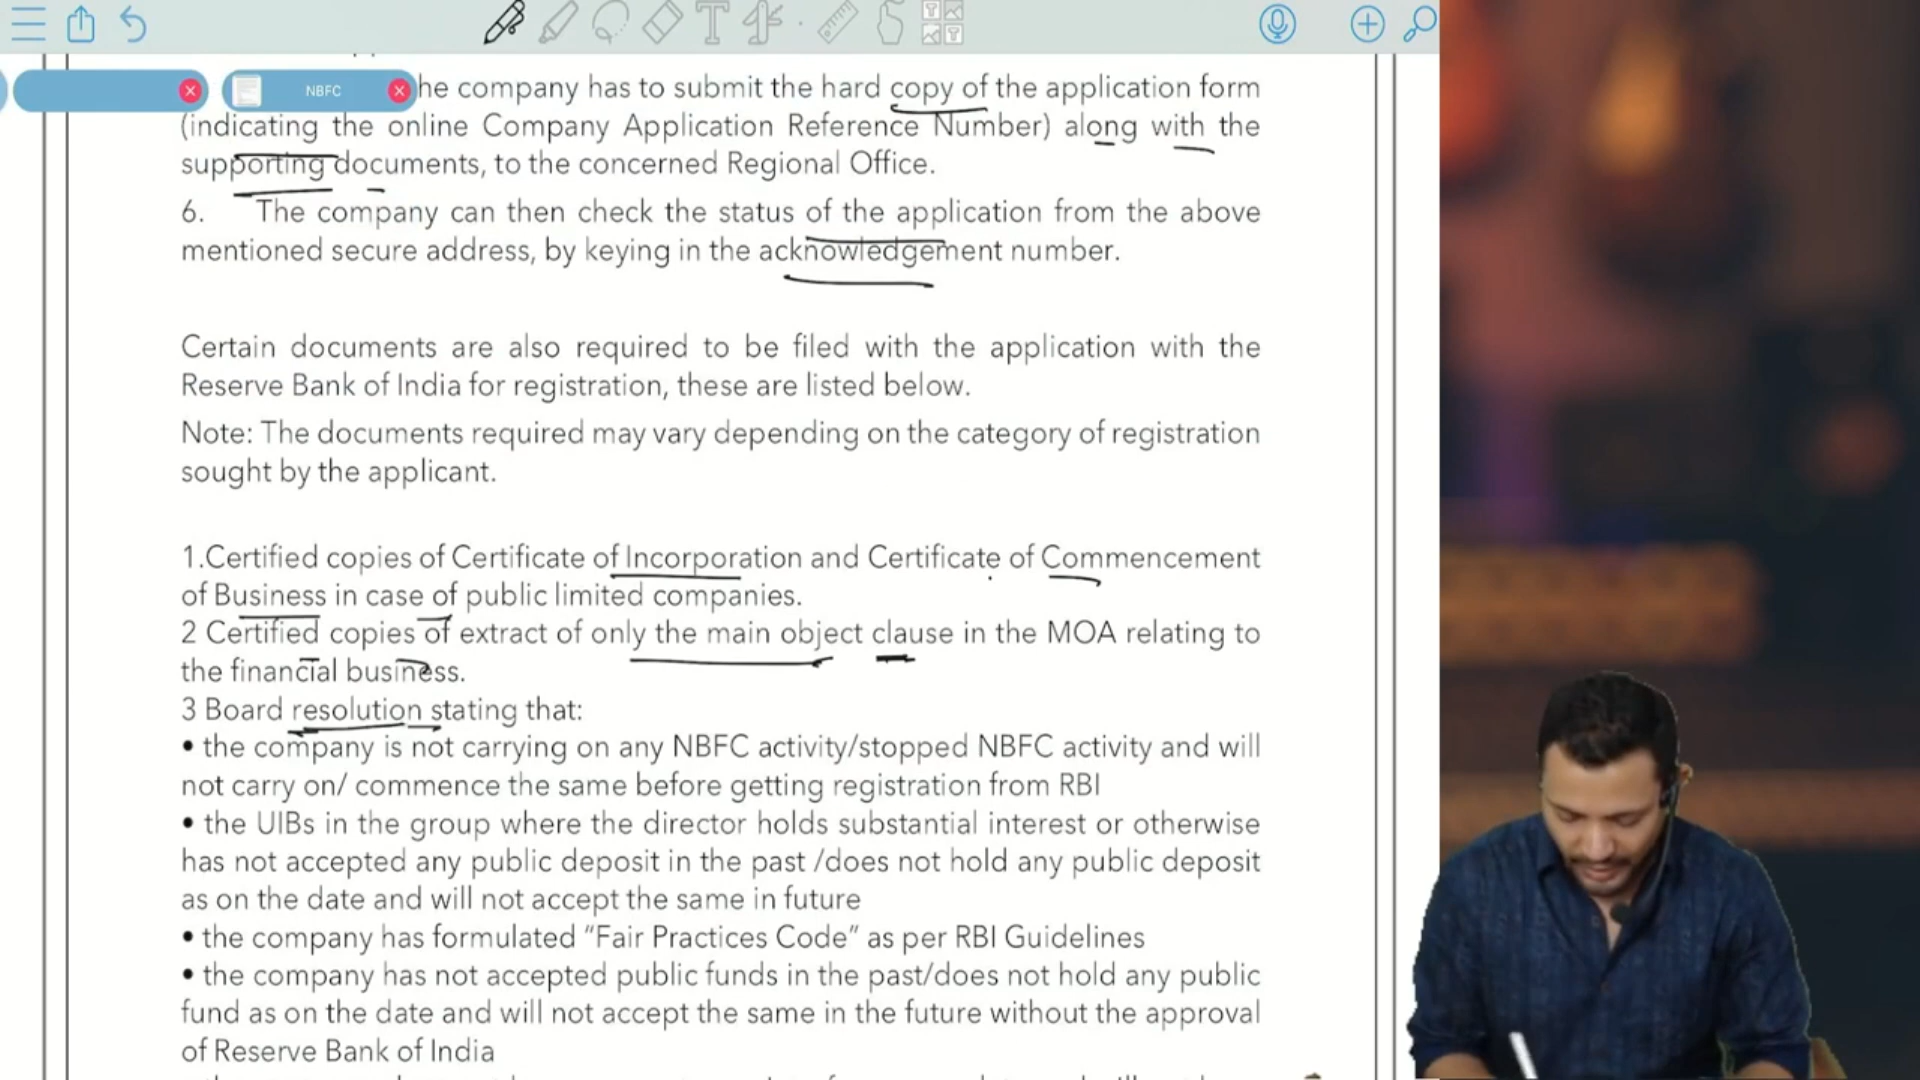 NBFC
he company has to submit the hard copy of the application form
(indicating the online Company Application Reference Number) along with the
supporting documents, to the concerned Regional Office.
6. The company can then check the status of the application from the above
mentioned secure address, by keying in the acknowledgement number.
Certain documents are also required to be filed with the application with the
Reserve Bank of India for registration, these are listed below.
Note: The documents required may vary depending on the category of registration
sought by the applicant.
1.Certified copies of Certificate of Incorporation and Certificate of Commencement
of Business in case of public limited companies.
2 Certified copies of extract of only the main object clause in the MOA relating to
the financial business.
3 Board resolution stating that:
• the company is not carrying on any NBFC activity/stopped NBFC activity and will
not carry on/ commence the same before getting registration from RBI
• the UIBs in the group where the director holds substantial interest or otherwise
has not accepted any public deposit in the past /does not hold any public deposit
as on the date and will not accept the same in future
• the company has formulated “Fair Practices Code” as per RBI Guidelines
• the company has not accepted public funds in the past/does not hold any public
fund as on the date and will not accept the same in the future without the approval
of Reserve Bank of India